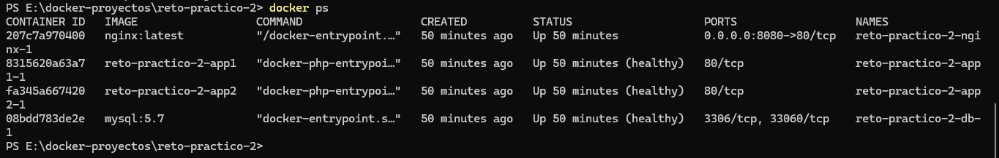 PS E:\docker-proyectos\reto-practico-2> docker ps
CONTAINER ID   IMAGE                  COMMAND                  CREATED          STATUS                    PORTS                  NAMES
207c7a970400   nginx:latest           "/docker-entrypoint.…"   50 minutes ago   Up 50 minutes             0.0.0.0:8080->80/tcp   reto-practico-2-ngi
nx-1
8315620a63a7   reto-practico-2-app1   "docker-php-entrypoi…"   50 minutes ago   Up 50 minutes (healthy)   80/tcp                 reto-practico-2-app
1-1
fa345a667420   reto-practico-2-app2   "docker-php-entrypoi…"   50 minutes ago   Up 50 minutes (healthy)   80/tcp                 reto-practico-2-app
2-1
08bdd783de2e   mysql:5.7              "docker-entrypoint.s…"   50 minutes ago   Up 50 minutes (healthy)   3306/tcp, 33060/tcp    reto-practico-2-db-
1
PS E:\docker-proyectos\reto-practico-2>